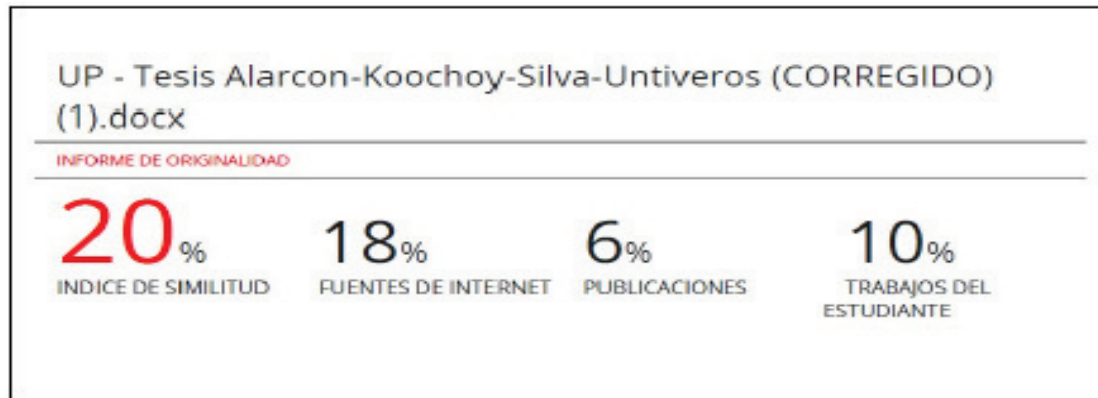 UP - Tesis Alarcon-Koochoy-Silva-Untiveros (CORREGIDO)
(1).docx
INFORME DE ORIGINALIDAD
20% 18% 6% 10%
INDICE DE SIMILITUD FUENTES DE INTERNET PUBLICACIONES TRABAJOS DEL
ESTUDIANTE